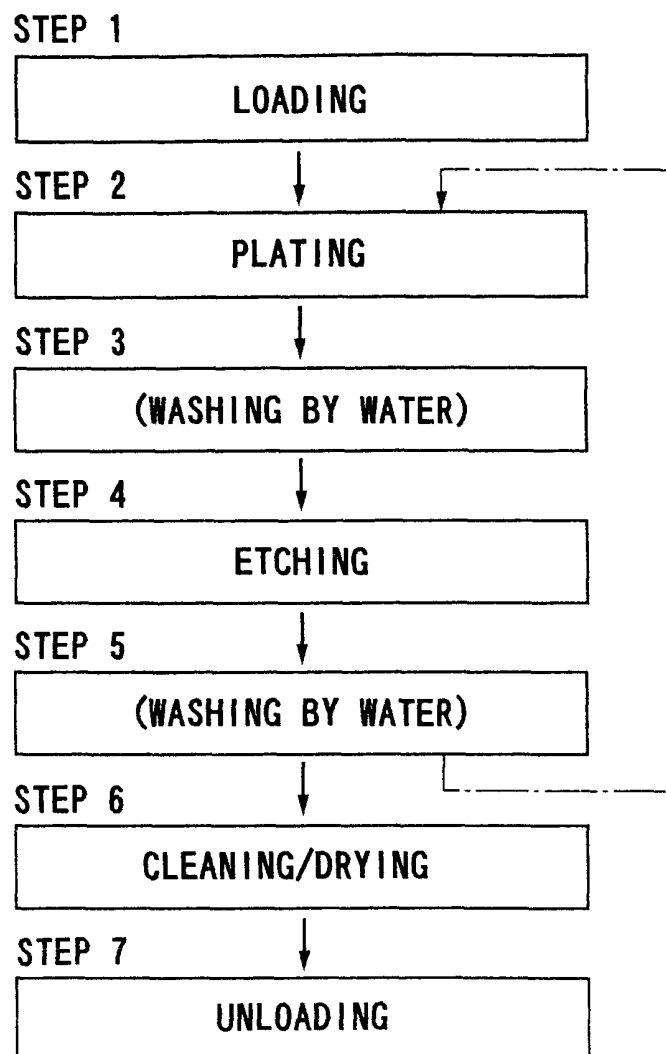 STEP 1
LOADING
STEP 2
PLATING
STEP 3
(WASHING BY WATER)
STEP 4
ETCHING
STEP 5
(WASHING BY WATER)
STEP 6
CLEANING/DRYING
STEP 7
UNLOADING